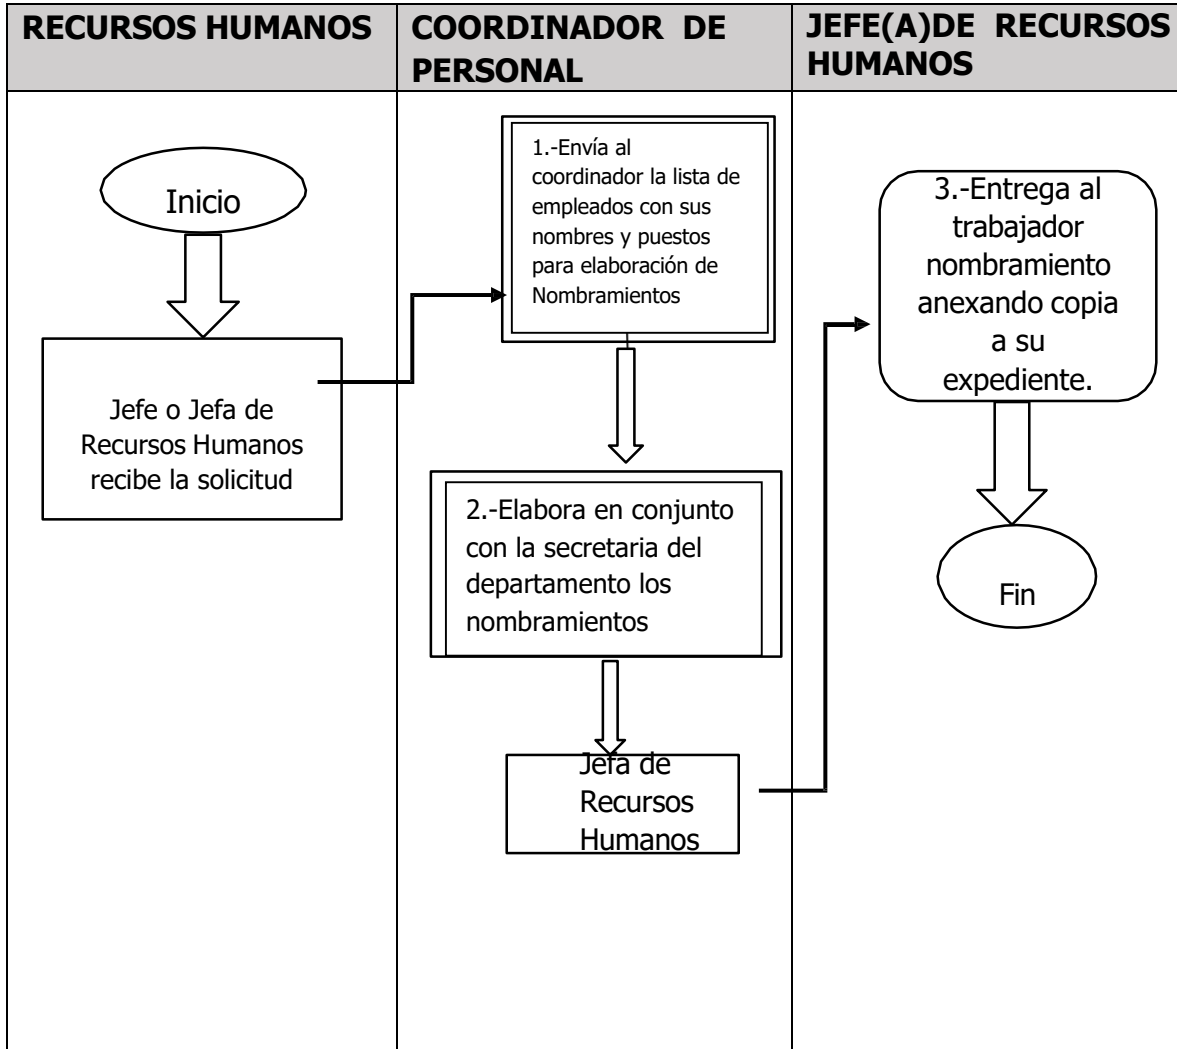 RECURSOS HUMANOS
COORDINADOR DE
PERSONAL
JEFE(A)DE RECURSOS
HUMANOS
Inicio
Jefe o Jefa de
Recursos Humanos
recibe la solicitud
1.-Envía al
coordinador la lista de
empleados con sus
nombres y puestos
para elaboración de
Nombramientos
2.-Elabora en conjunto
con la secretaria del
departamento los
nombramientos
Jefa de
Recursos
Humanos
3.-Entrega al
trabajador
nombramiento
anexando copia
a su
expediente.
Fin